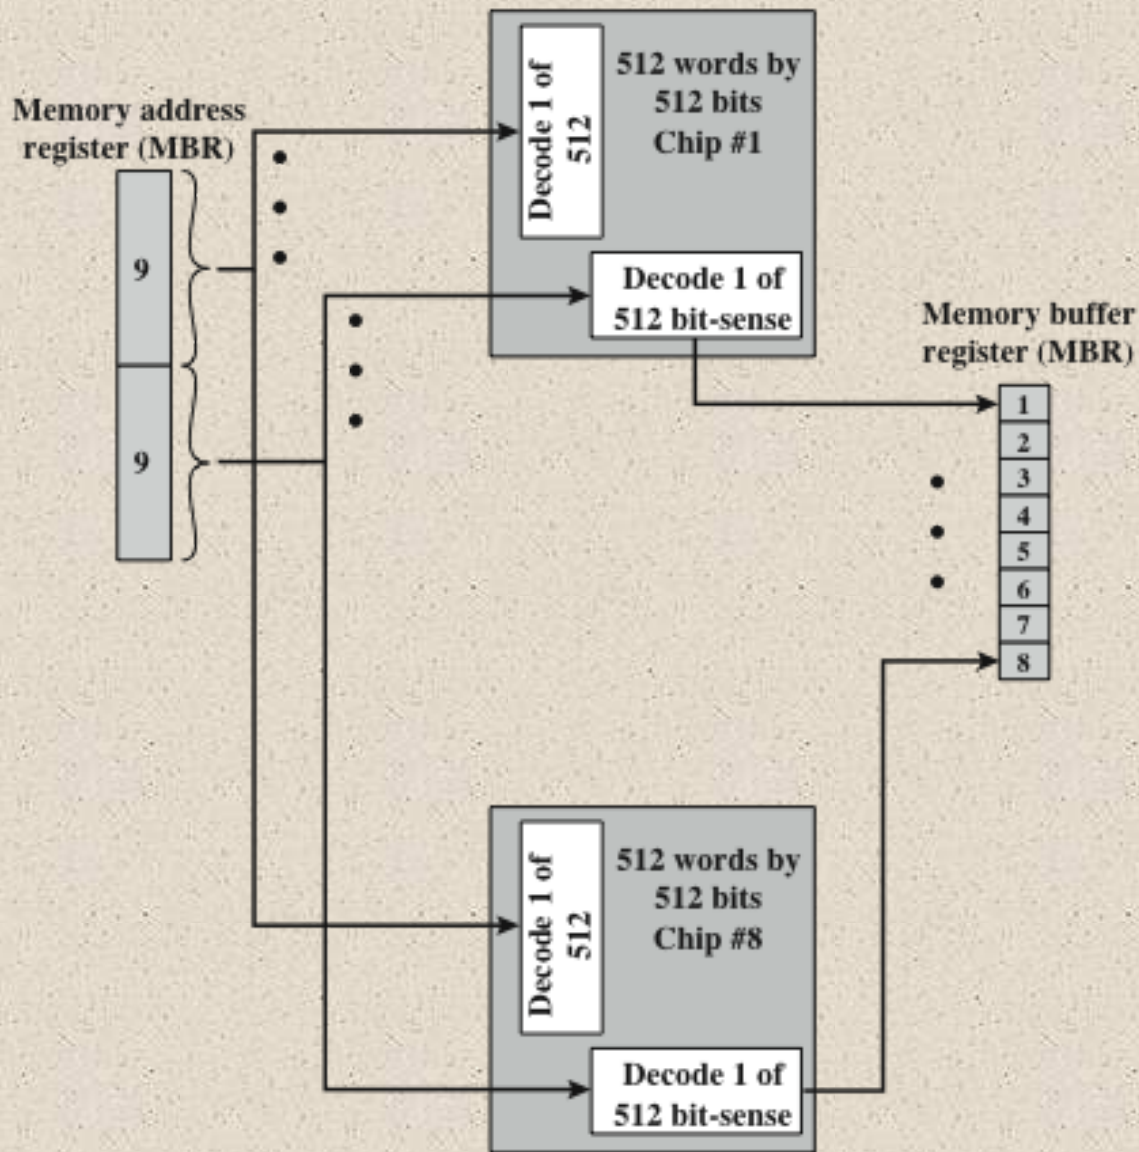 Memory address
register (MBR)
9
9
Decode 1 of
512
512 words by
512 bits
Chip #1
Decode 1 of
512 bit-sense
Memory buffer
register (MBR)
1
2
3
4
5
6
7
8
Decode 1 of
512
512 words by
512 bits
Chip #8
Decode 1 of
512 bit-sense